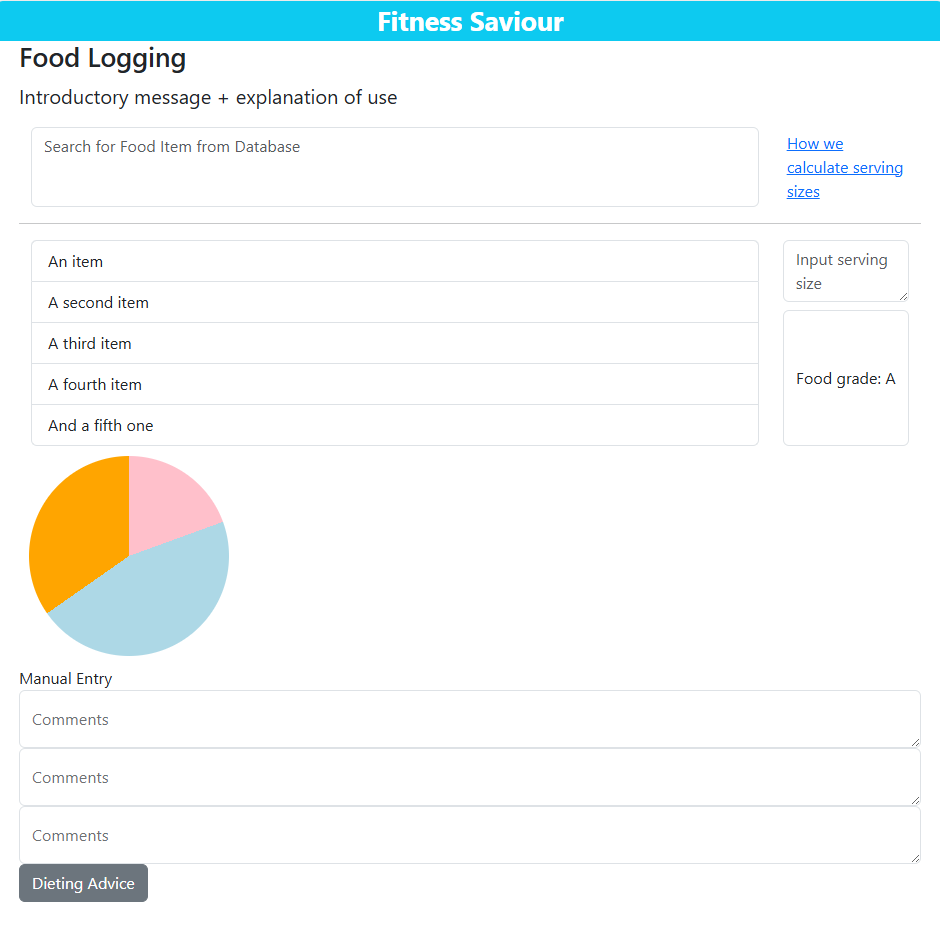 Fitness Saviour
Food Logging
Introductory message + explanation of use
Search for Food Item from Database
How we
calculate serving
sizes
An item
A second item
A third item
A fourth item
And a fifth one
Input serving
size
Food grade: A
Manual Entry
Comments
Comments
Comments
Dieting Advice